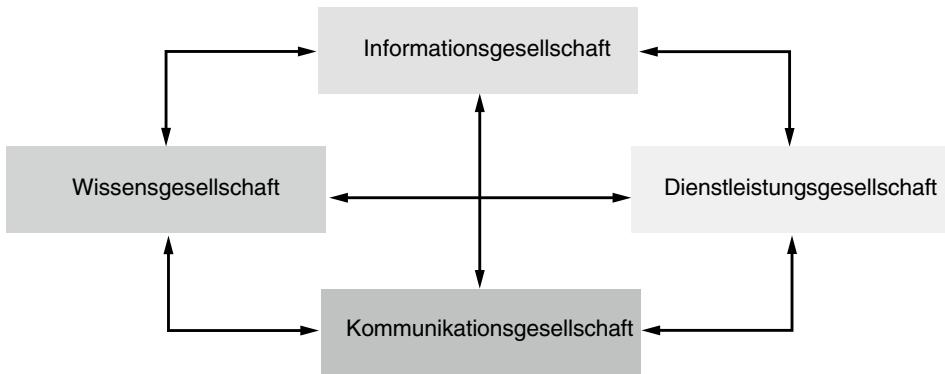 Informationsgesellschaft
Wissensgesellschaft
Dienstleistungsgesellschaft
Kommunikationsgesellschaft